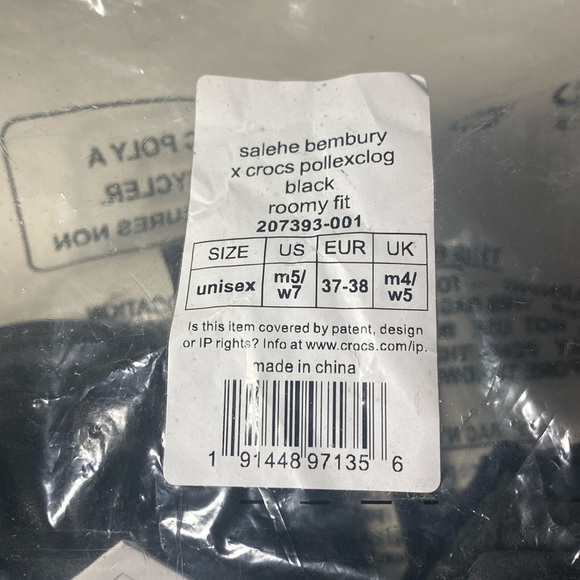 salehe bembury
x crocs pollexclog
black
roomy fit
207393-001
SIZE US EUR UK
unisex m5/ w7 37-38 m4/ w5
Is this item covered by patent, design
or IP rights? Info at www.crocs.com/ip.
made in china
1 91448 97135 6
POLY A
NON